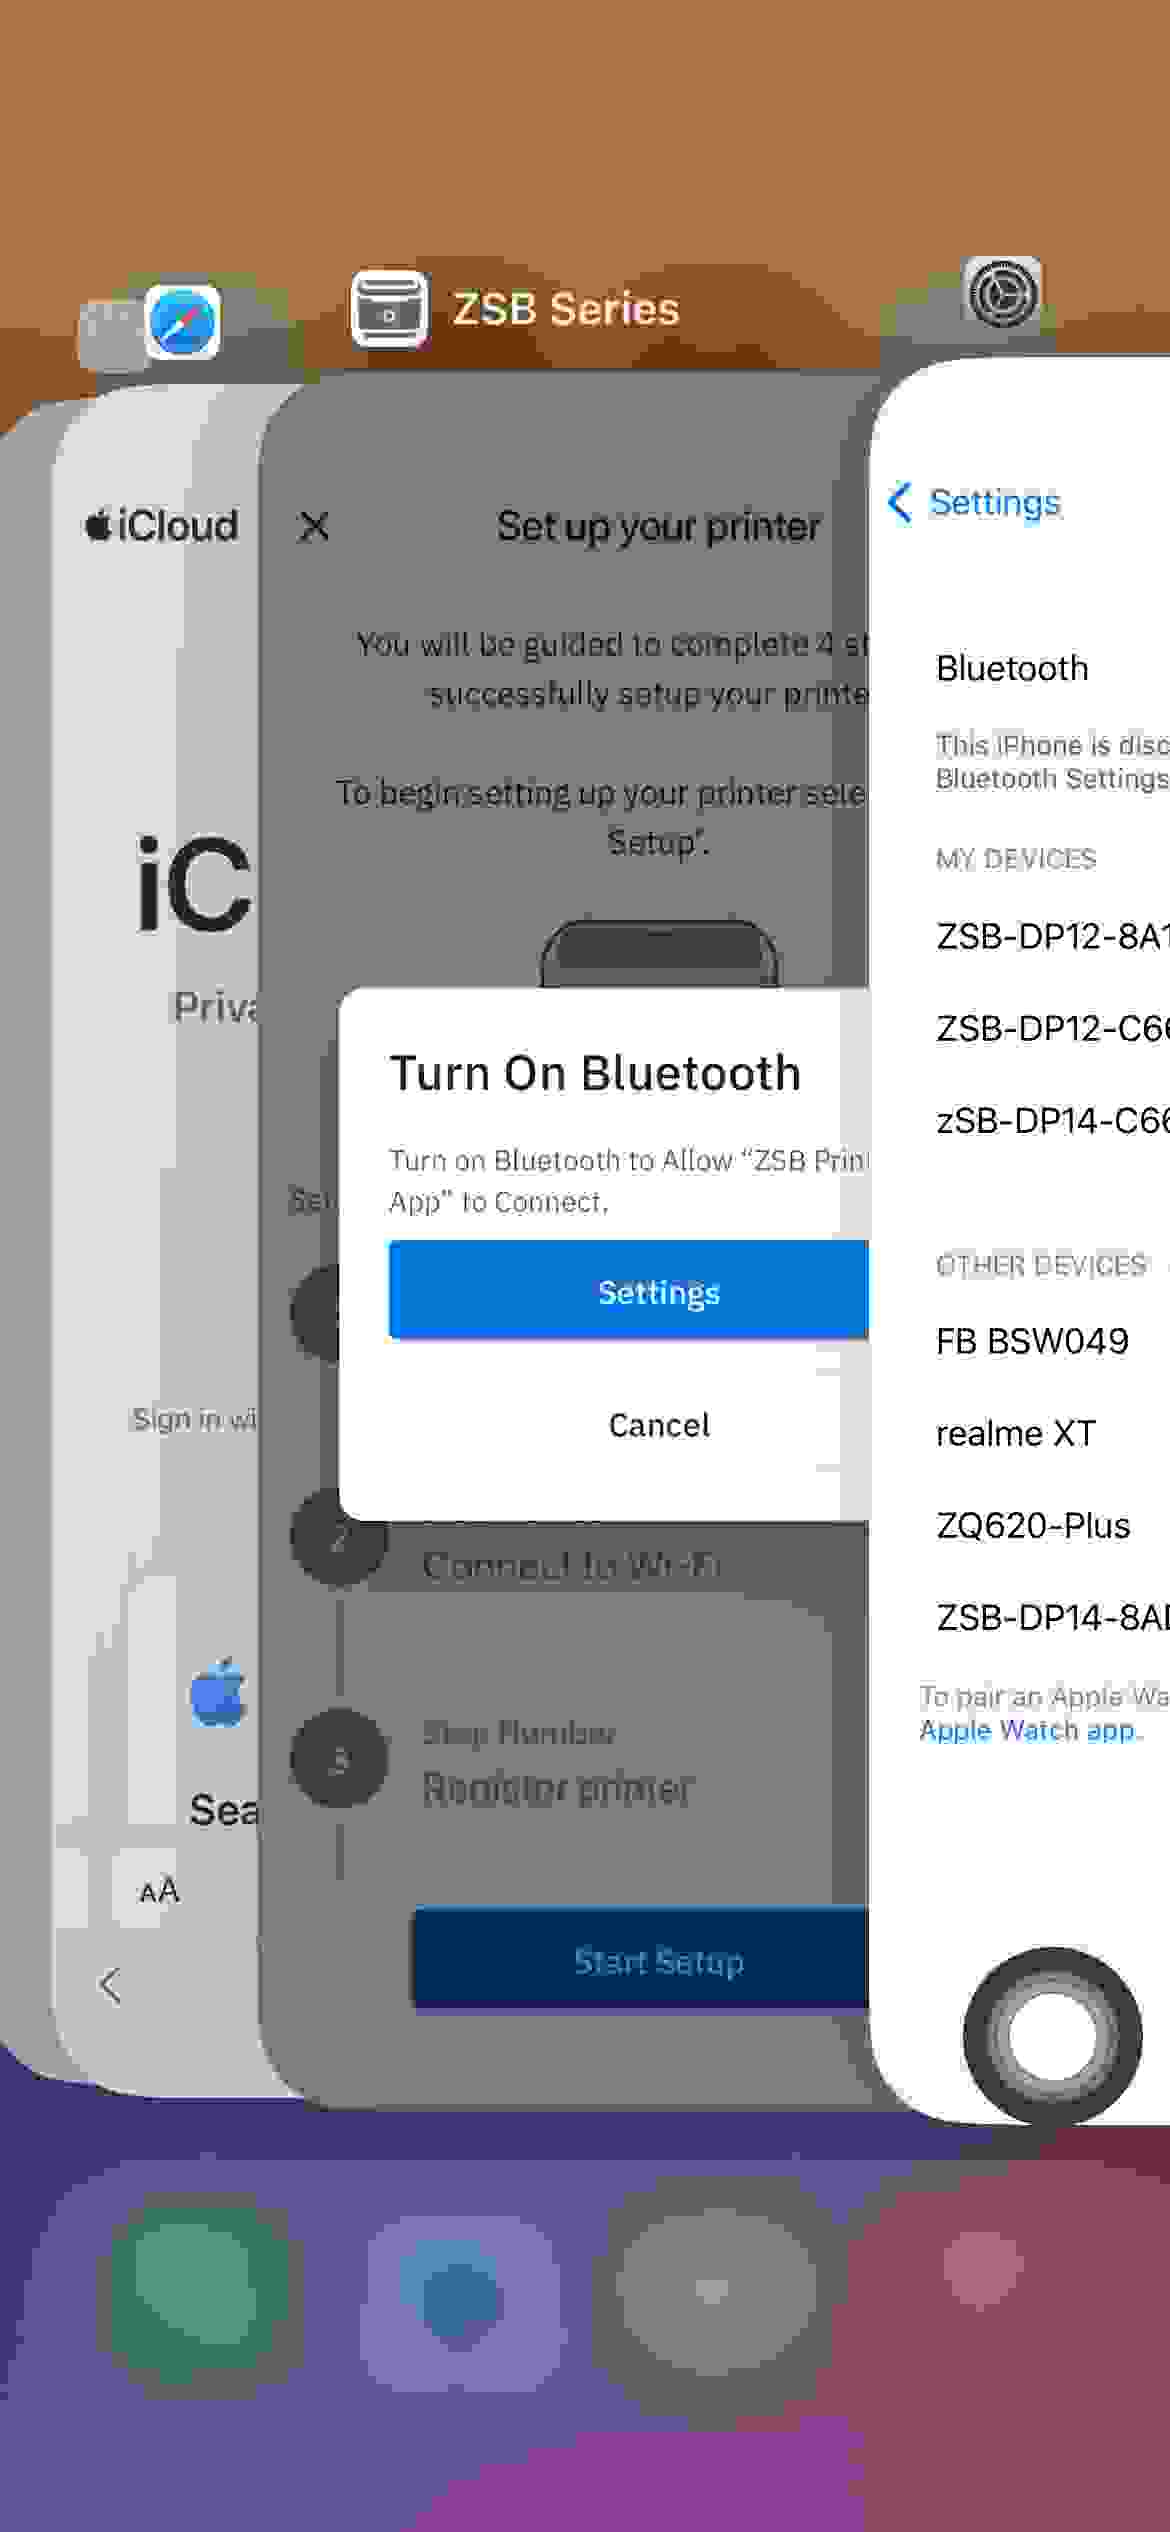 ZSB Series
iCloud
iC
Priva
Sign in wi
Sea
AA
Set up your printer
You will be guided to complete 4 st
successfully setup your printe
To begin setting up your printer sele
Setup".
Turn On Bluetooth
Turn on Bluetooth to Allow “ZSB Prin
App” to Connect.
Settings
Cancel
Set
2
Connect to Wi-Fi
3
Step Number
Register printer
Start Setup
Settings
Bluetooth
This iPhone is disc
Bluetooth Settings
MY DEVICES
ZSB-DP12-8A1
ZSB-DP12-C66
zSB-DP14-C66
OTHER DEVICES
FB BSW049
realme XT
ZQ620-Plus
ZSB-DP14-8A
To pair an Apple Wa
Apple Watch app.